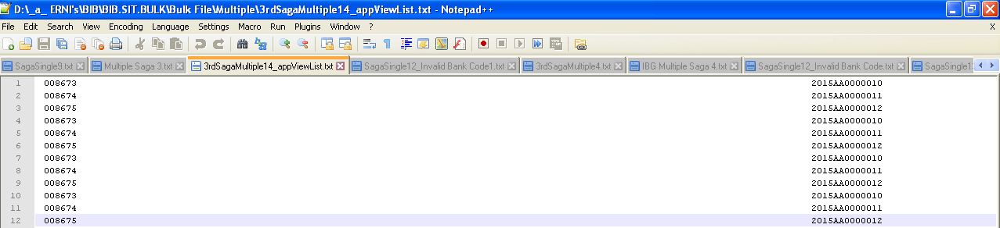 D:\_a_ ERNI's\BIB\BIB.SIT.BULK\Bulk File\Multiple\3rdSagaMultiple14_appViewList.txt - Notepad++
File Edit Search View Encoding Language Settings Macro Run Plugins Window ? X
SagaSingle9.txt Multiple Saga 3.txt 3rdSagaMultiple14_appViewList.txt SagaSingle12_Invalid Bank Code1.txt 3rdSagaMultiple4.txt IBG Multiple Saga 4.txt SagaSingle12_Invalid Bank Code.txt SagaSingle1
1 008673 2015AA0000010
2 008674 2015AA0000011
3 008675 2015AA0000012
4 008673 2015AA0000010
5 008674 2015AA0000011
6 008675 2015AA0000012
7 008673 2015AA0000010
8 008674 2015AA0000011
9 008675 2015AA0000012
10 008673 2015AA0000010
11 008674 2015AA0000011
12 008675 2015AA0000012